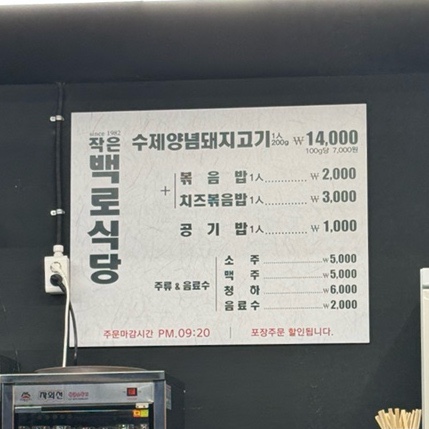 since 1982
작은
백로식당
수제양념돼지고기 1人 200g ₩ 14,000
100g당 7,000원
+ 볶음밥 1人 ₩ 2,000
치즈볶음밥 1人 ₩ 3,000
공기밥 1人 ₩ 1,000
주류 & 음료수
소주 ₩ 5,000
맥주 ₩ 5,000
청하 ₩ 6,000
음료수 ₩ 2,000
주문마감시간 PM.09:20 | 포장주문 할인됩니다.
자외선